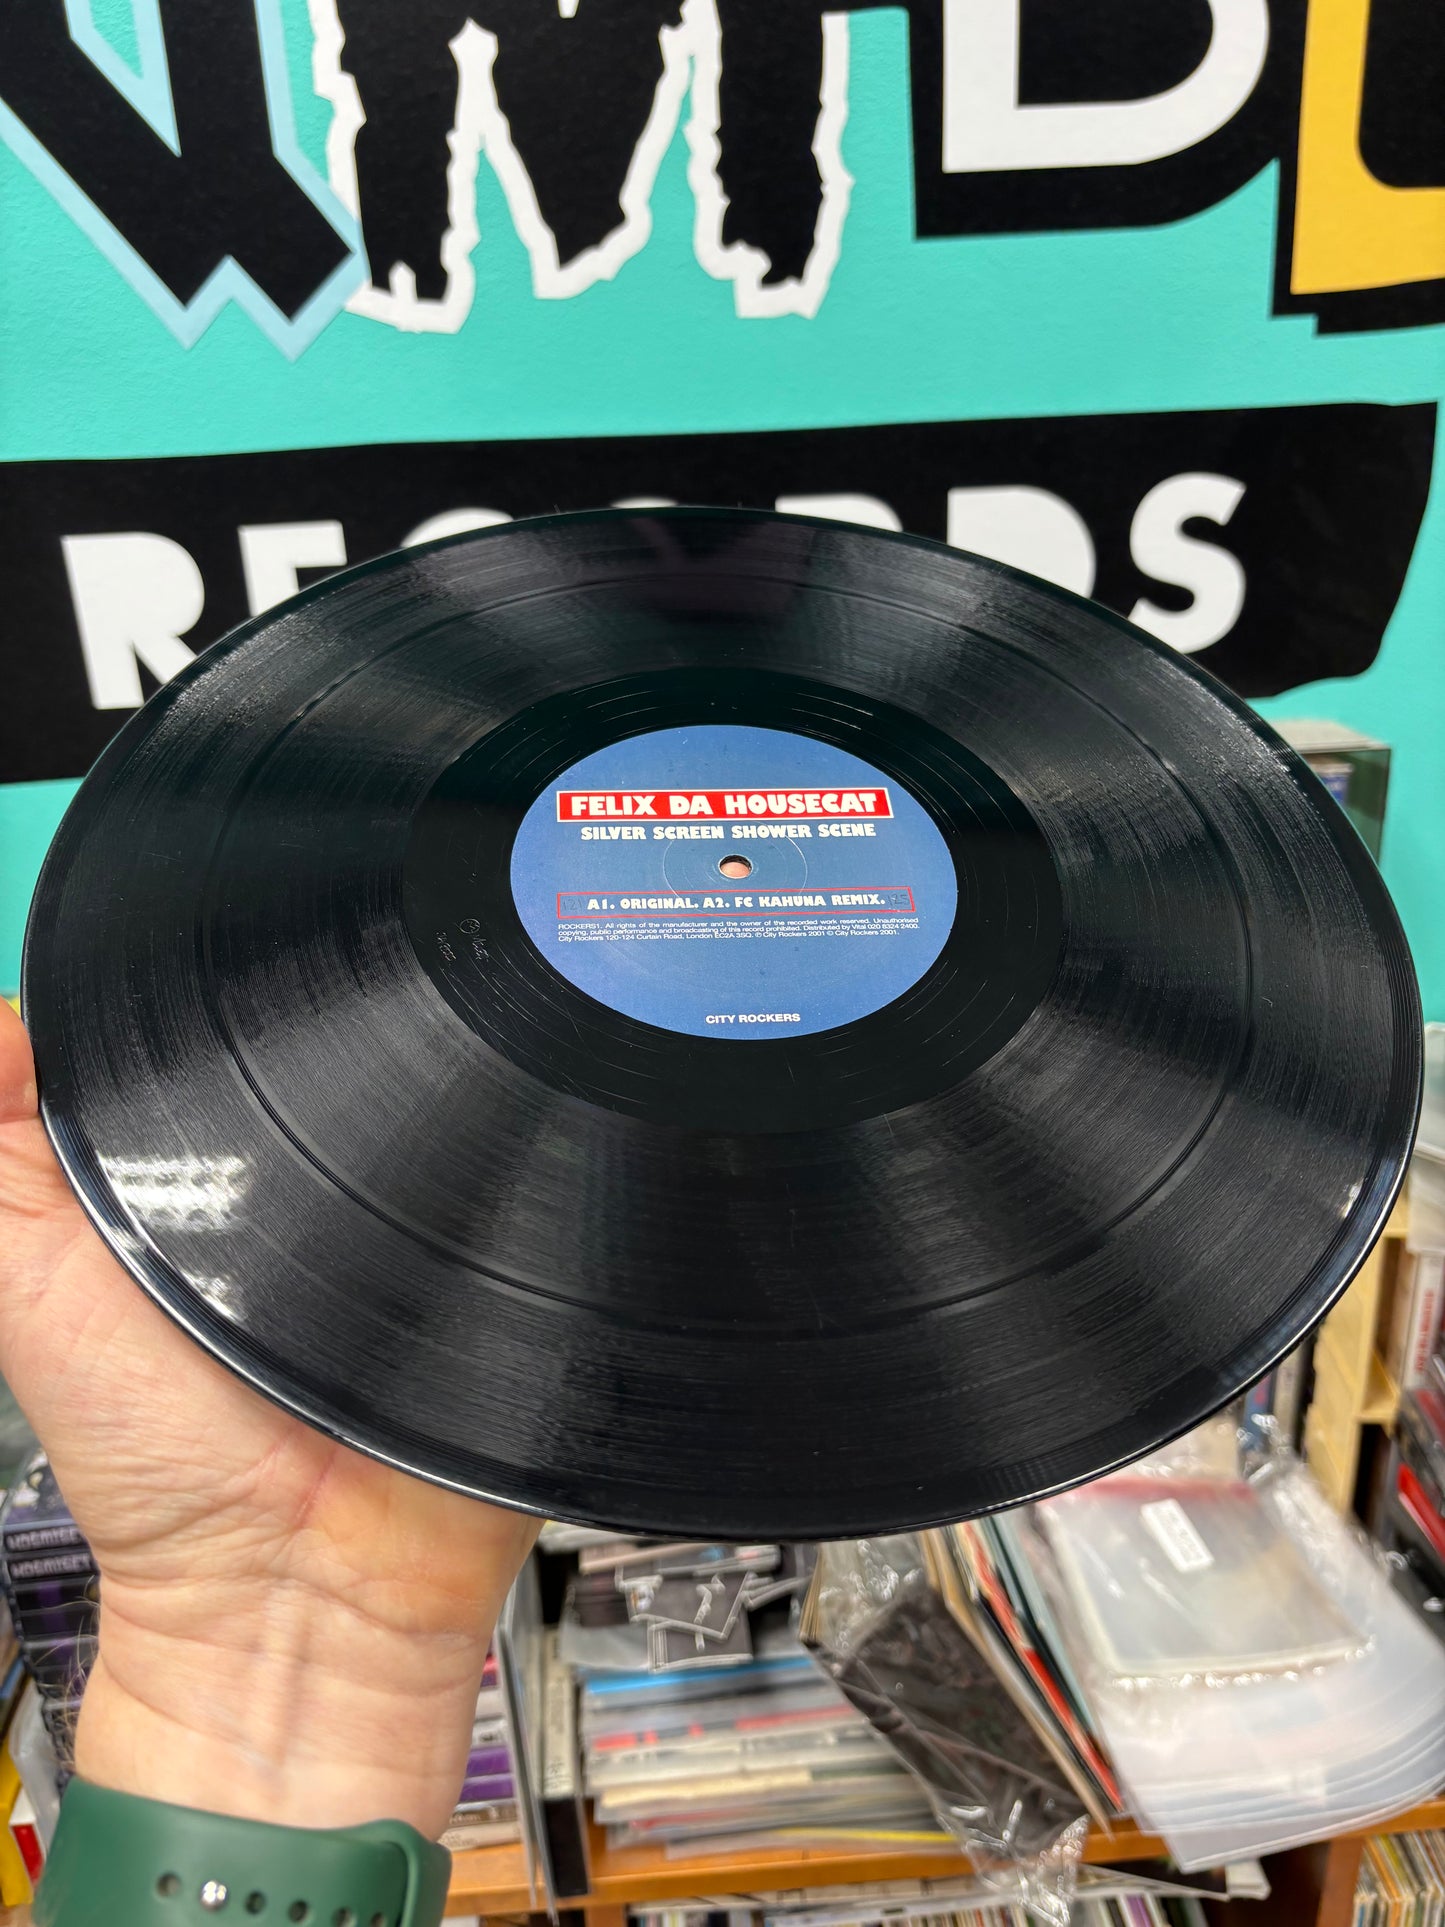 RECORDS
FELIX DA HOUSECAT
SILVER SCREEN SHOWER SCENE
121 A1. ORIGINAL. A2. FC KAHUNA REMIX. 125
ROCKERS1. All rights of the manufacturer and the owner of the recorded work reserved. Unauthorised
copying, public performance and broadcasting of this record prohibited. Distributed by Vital 020 8324 2400.
City Rockers 120-124 Curtain Road, London EC2A 3SQ. ℗ City Rockers 2001 © City Rockers 2001.
CITY ROCKERS